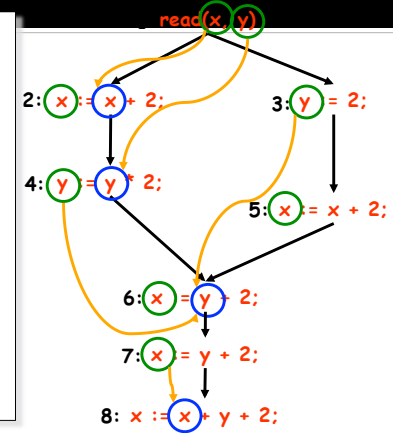 read(x, y)
2: x := x + 2;
3: y = 2;
4: y = y * 2;
5: x = x + 2;
6: x = y + 2;
7: x = y + 2;
8: x := x + y + 2;